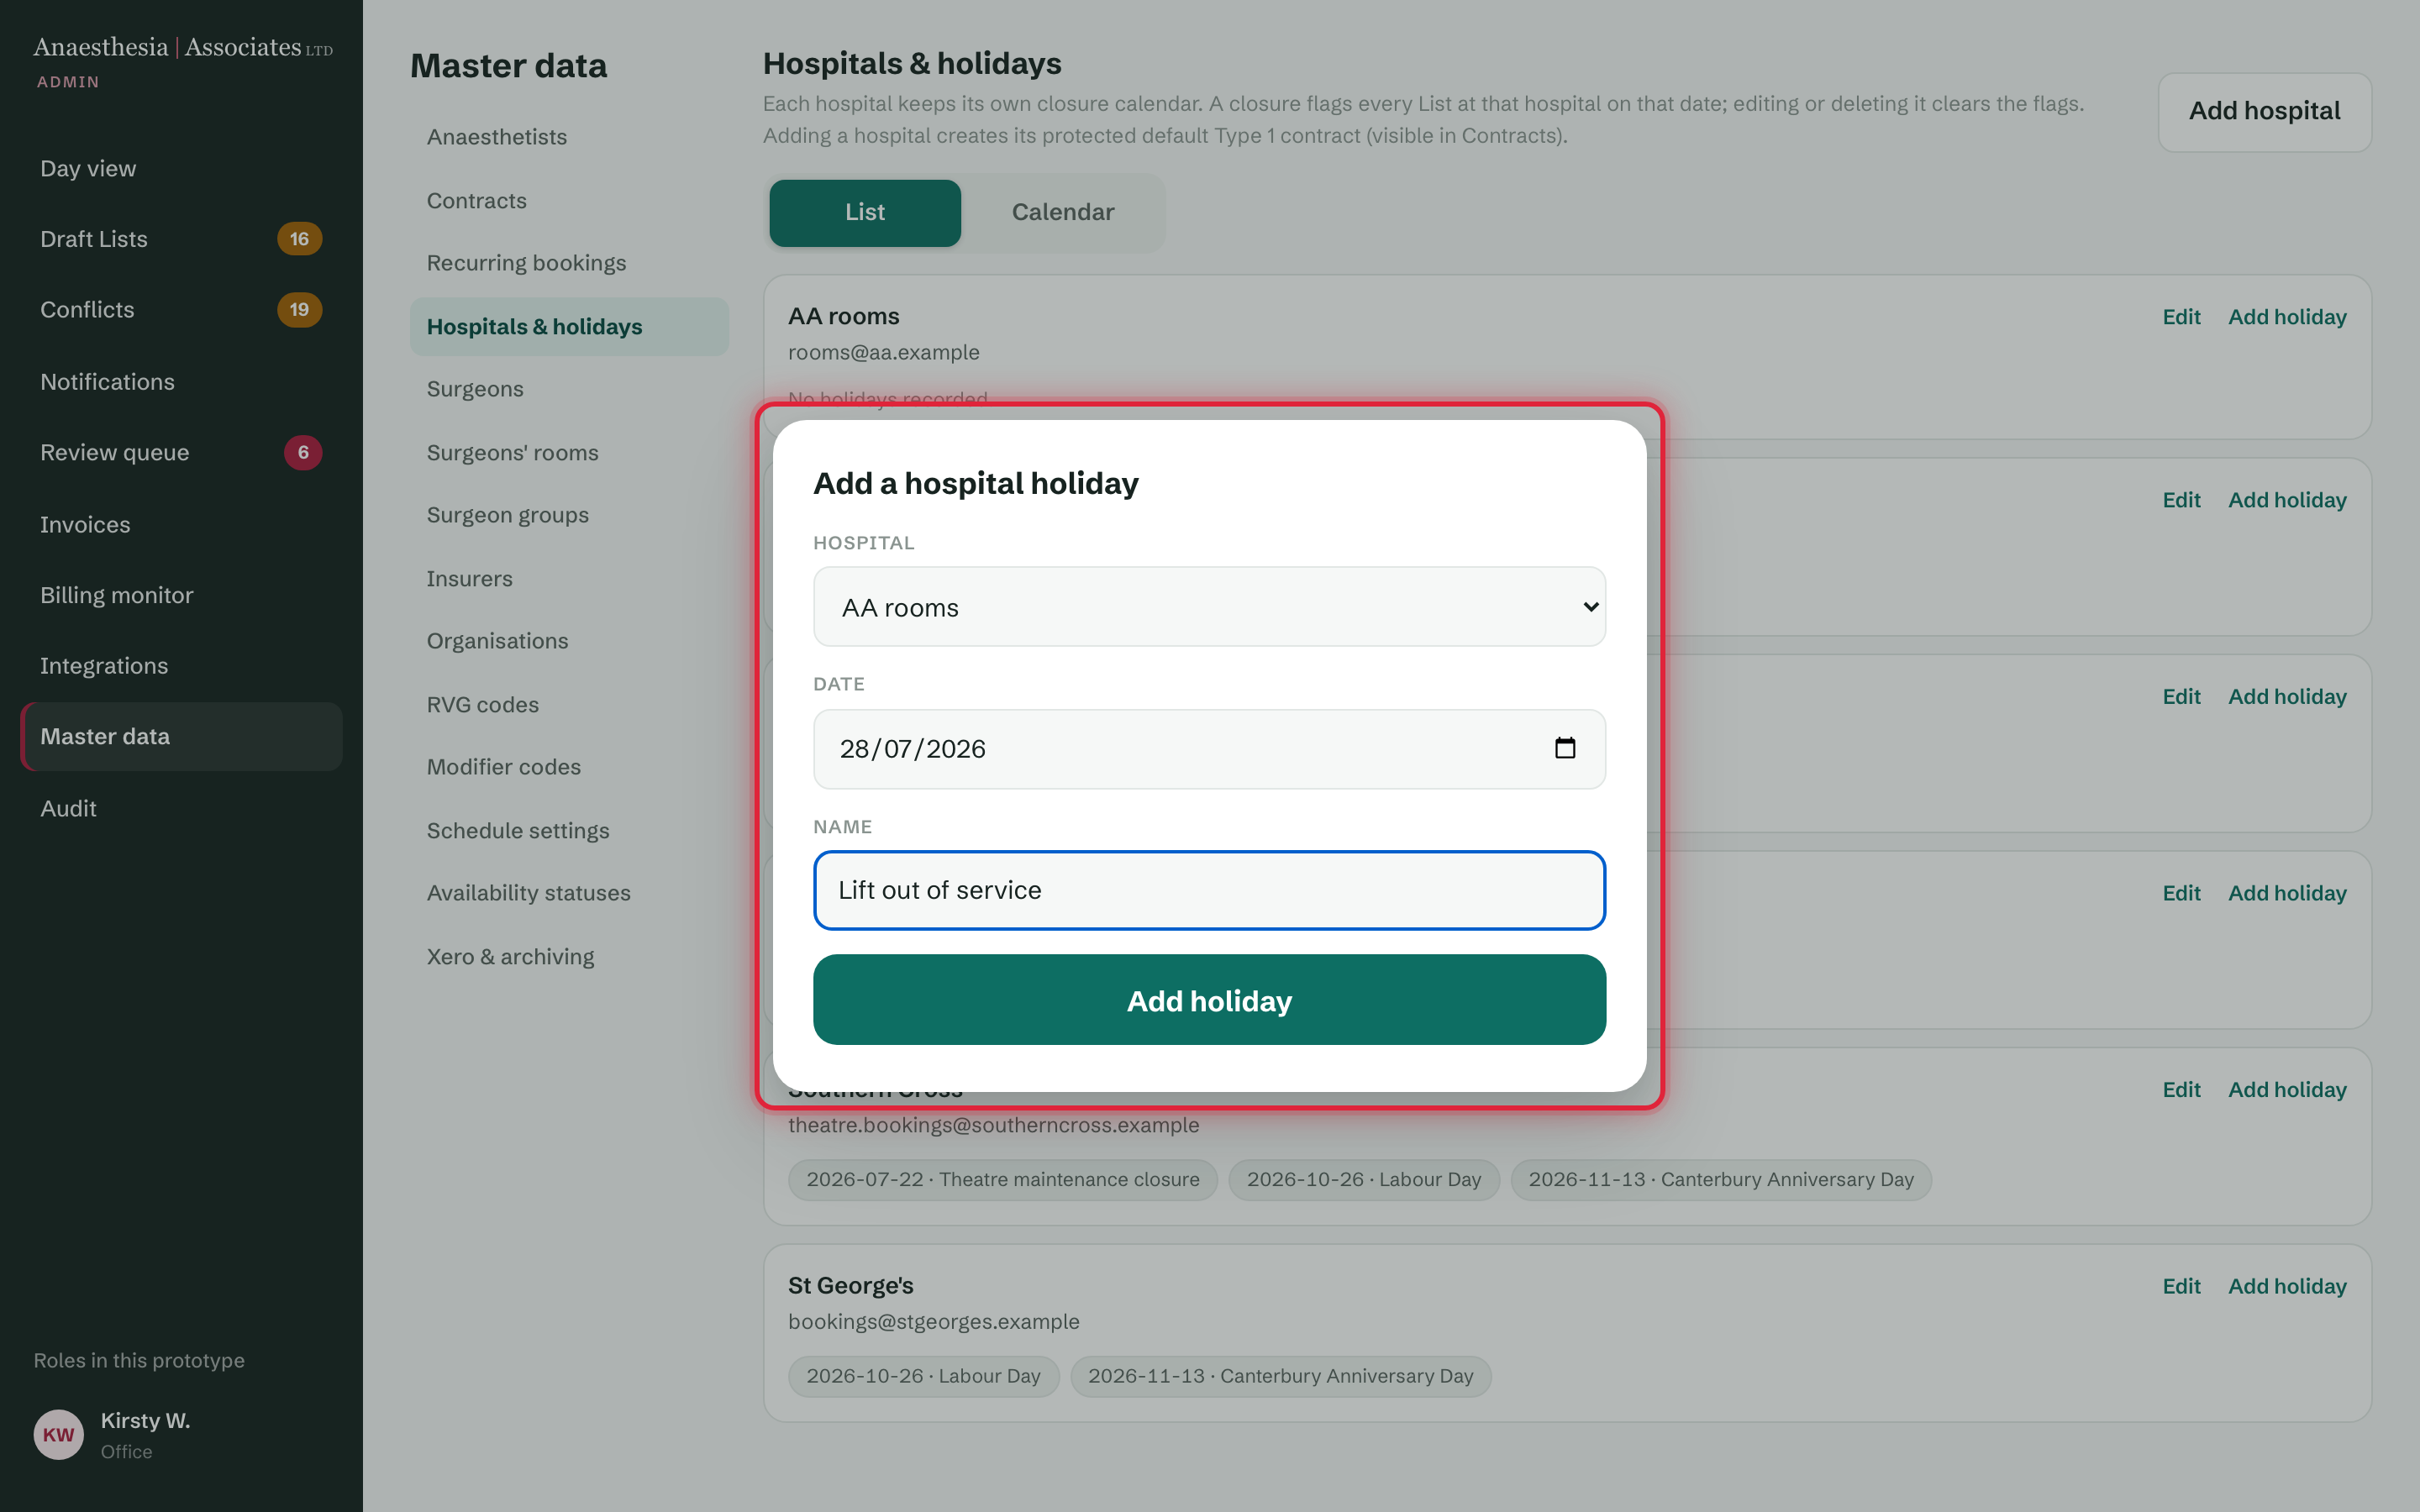 Anaesthesia | Associates LTD
ADMIN
Day view
Draft Lists 16
Conflicts 19
Notifications
Review queue 6
Invoices
Billing monitor
Integrations
Master data
Audit
Roles in this prototype
KW
Kirsty W.
Office
Master data
Anaesthetists
Contracts
Recurring bookings
Hospitals & holidays
Surgeons
Surgeons' rooms
Surgeon groups
Insurers
Organisations
RVG codes
Modifier codes
Schedule settings
Availability statuses
Xero & archiving
Hospitals & holidays
Each hospital keeps its own closure calendar. A closure flags every List at that hospital on that date; editing or deleting it clears the flags.
Adding a hospital creates its protected default Type 1 contract (visible in Contracts).
Add hospital
List Calendar
AA rooms
Edit Add holiday
rooms@aa.example
No holidays recorded
Edit Add holiday
Edit Add holiday
Edit Add holiday
Add a hospital holiday
HOSPITAL
AA rooms
DATE
28/07/2026
NAME
Lift out of service
Add holiday
Southern Cross
Edit Add holiday
theatre.bookings@southerncross.example
2026-07-22 · Theatre maintenance closure
2026-10-26 · Labour Day
2026-11-13 · Canterbury Anniversary Day
St George's
Edit Add holiday
bookings@stgeorges.example
2026-10-26 · Labour Day
2026-11-13 · Canterbury Anniversary Day